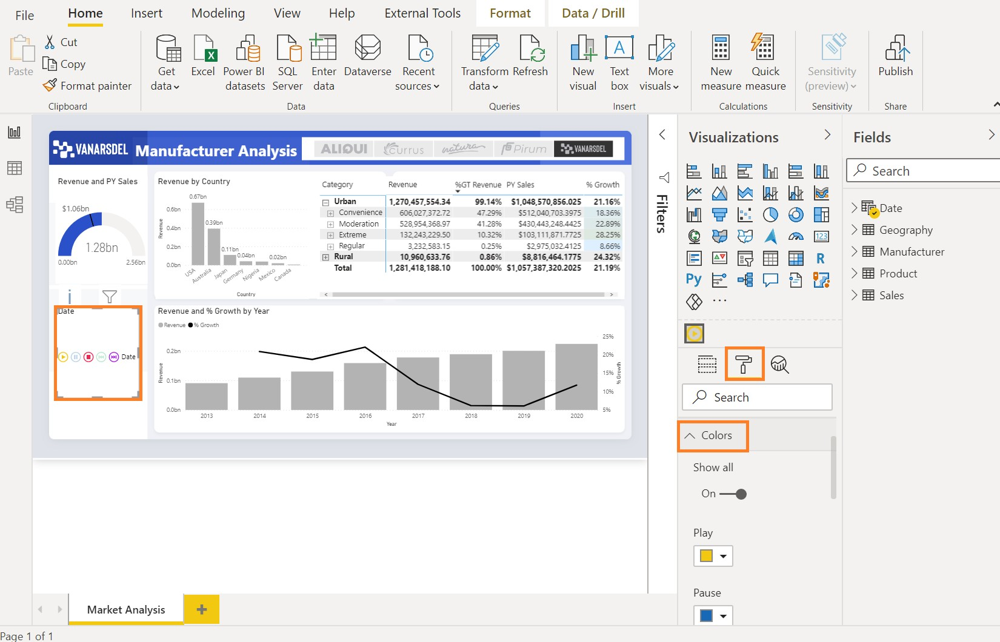 File Home Insert Modeling View Help External Tools Format Data / Drill
Paste
Cut
Copy
Format painter
Clipboard
Get data
Excel
Power BI datasets
SQL Server
Enter data
Dataverse
Recent sources
Data
Transform data
Refresh
Queries
New visual
Text box
More visuals
Insert
New measure
Quick measure
Calculations
Sensitivity (preview)
Sensitivity
Publish
Share
VANARSDEL Manufacturer Analysis
ALIQUI
Currus
natura
Pirum
VANARSDEL
Revenue and PY Sales
$1.06bn
1.28bn
0.00bn 2.56bn
Date
Date
Revenue by Country
Revenue
0.6bn
0.4bn
0.2bn
0.0bn
0.67bn
0.39bn
0.11bn
0.04bn
0.02bn
USA Australia Japan Germany Nigeria Mexico Canada
Country
Category Revenue %GT Revenue PY Sales % Growth
Urban 1,270,457,554.34 99.14% $1,048,570,856.025 21.16%
Convenience 606,027,372.72 47.29% $512,040,703.3975 18.36%
Moderation 528,954,368.97 41.28% $430,443,248.4425 22.89%
Extreme 132,243,229.50 10.32% $103,111,871.7725 28.25%
Regular 3,232,583.15 0.25% $2,975,032.4125 8.66%
Rural 10,960,633.76 0.86% $8,816,464.1775 24.32%
Total 1,281,418,188.10 100.00% $1,057,387,320.2025 21.19%
Revenue and % Growth by Year
Revenue % Growth
Revenue
0.2bn
0.1bn
0.0bn
25%
20%
15%
10%
5%
% Growth
2013 2014 2015 2016 2017 2018 2019 2020
Year
Filters
Visualizations
123
R
Py
Search
Colors
Show all
On
Play
Pause
Fields
Search
Date
Geography
Manufacturer
Product
Sales
Market Analysis
Page 1 of 1